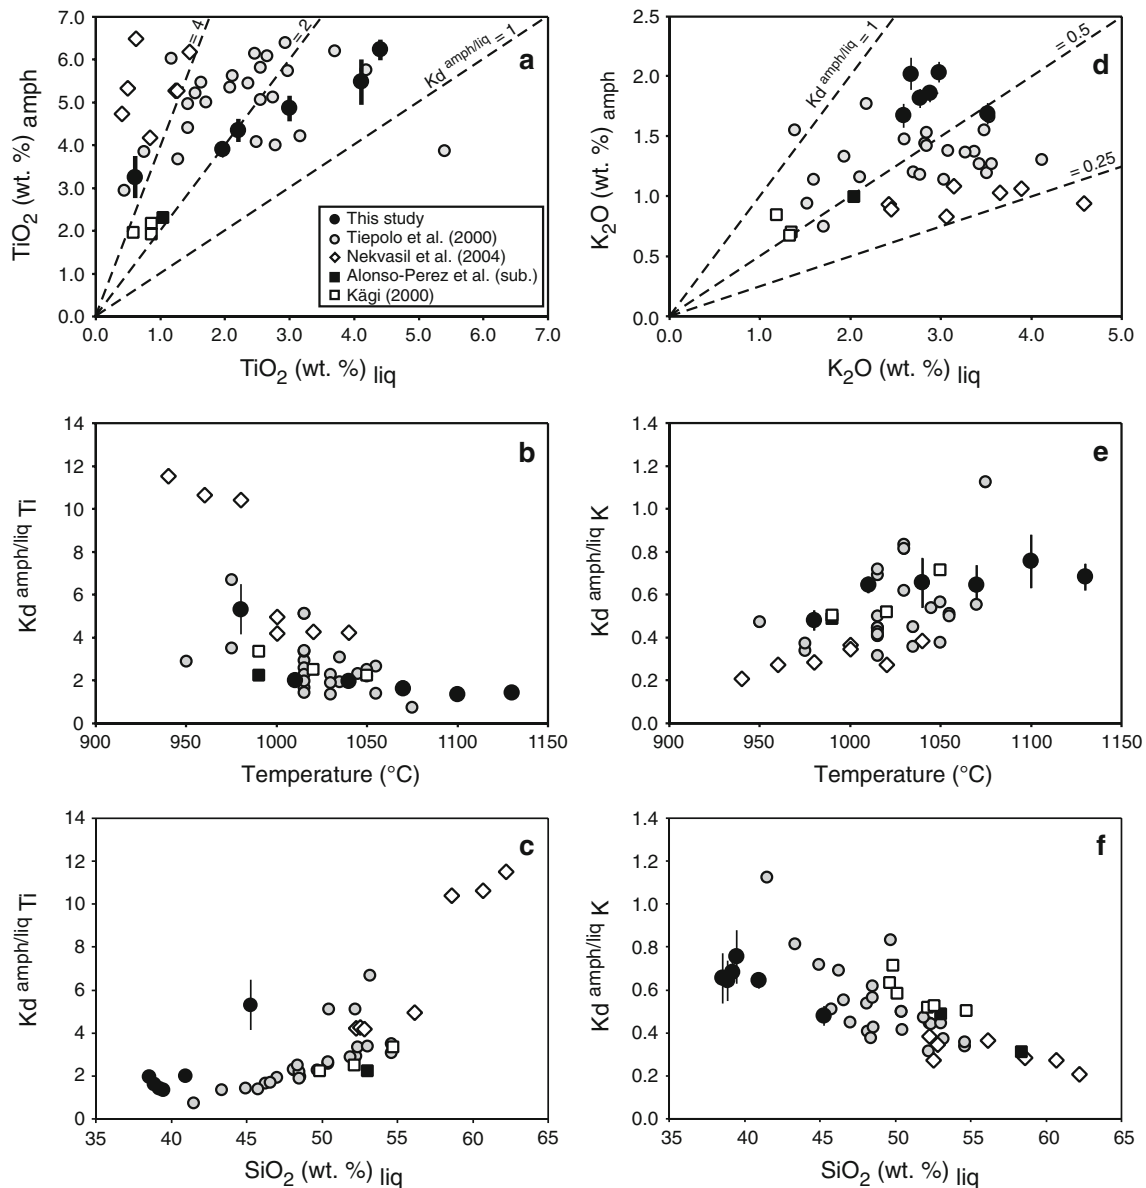 7.0
6.0
5.0
4.0
3.0
2.0
1.0
0.0
TiO2 (wt. %) amph
= 4
= 2
Kd amph/liq = 1
a
This study
Tiepolo et al. (2000)
Nekvasil et al. (2004)
Alonso-Perez et al. (sub.)
Kägi (2000)
0.0 1.0 2.0 3.0 4.0 5.0 6.0 7.0
TiO2 (wt. %) liq
2.5
2.0
1.5
1.0
0.5
0.0
K2O (wt. %) amph
Kd amph/liq = 1
= 0.5
= 0.25
d
0.0 1.0 2.0 3.0 4.0 5.0
K2O (wt. %) liq
14
12
10
8
6
4
2
0
Kd amph/liq Ti
b
900 950 1000 1050 1100 1150
Temperature (°C)
1.4
1.2
1.0
0.8
0.6
0.4
0.2
0.0
Kd amph/liq K
e
900 950 1000 1050 1100 1150
Temperature (°C)
14
12
10
8
6
4
2
0
Kd amph/liq Ti
c
35 40 45 50 55 60 65
SiO2 (wt. %) liq
1.4
1.2
1.0
0.8
0.6
0.4
0.2
0.0
Kd amph/liq K
f
35 40 45 50 55 60 65
SiO2 (wt. %) liq